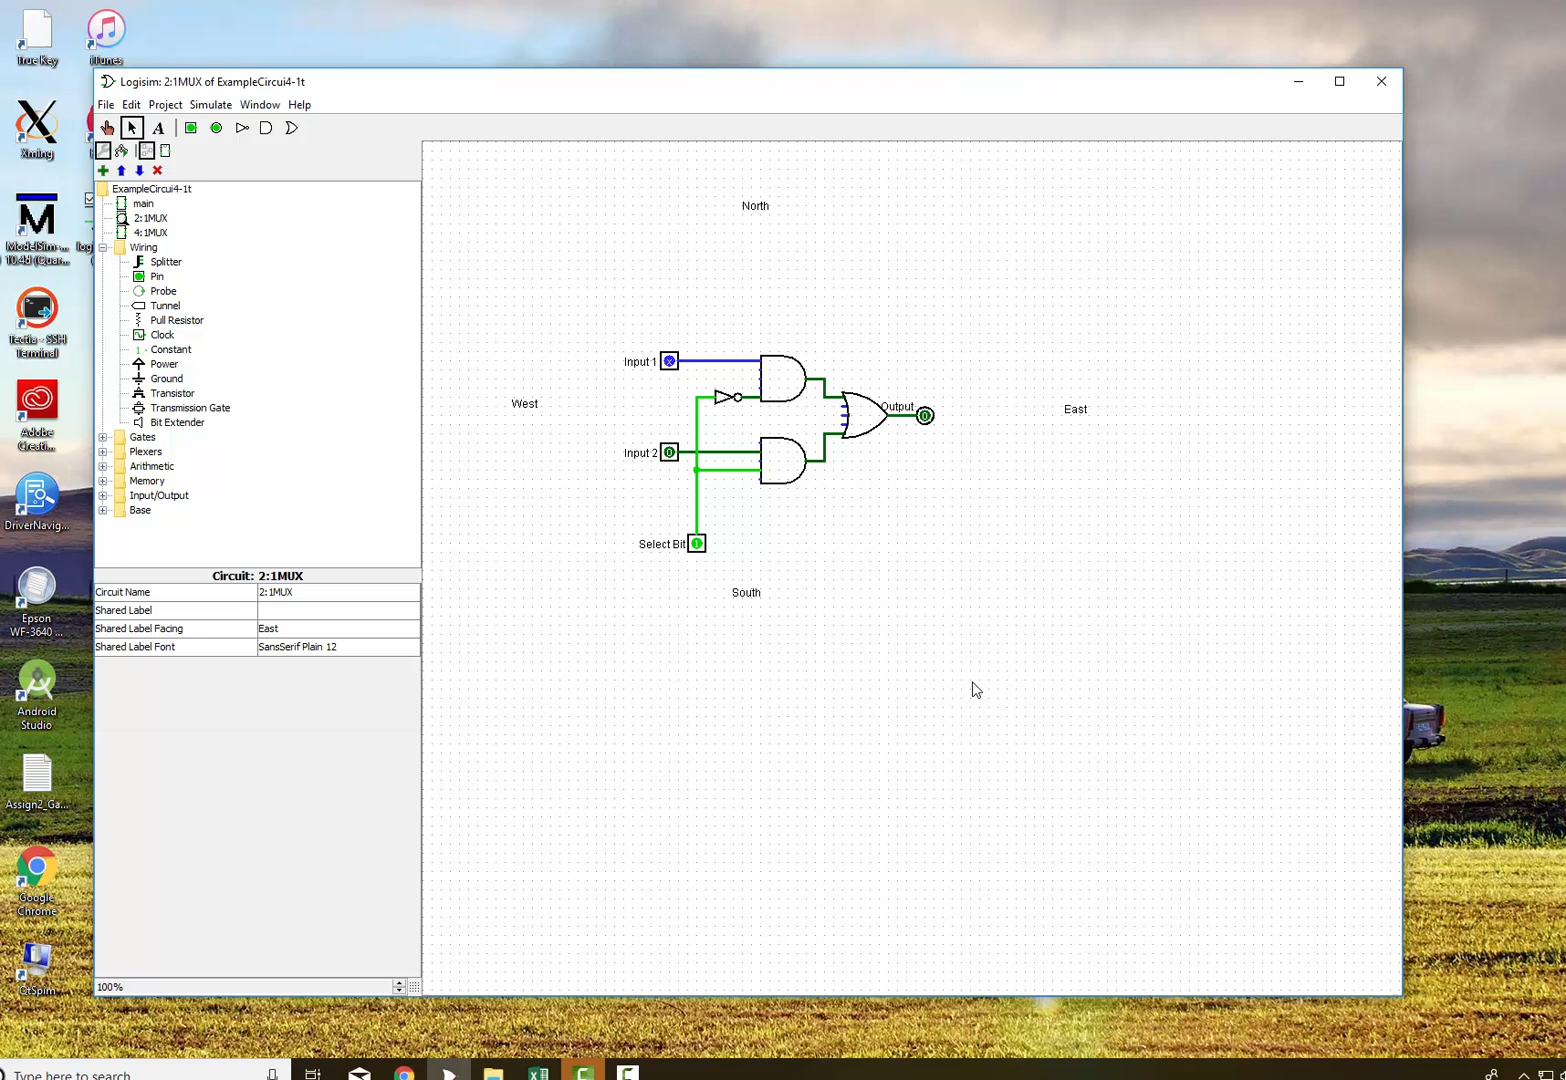 True Key
iTunes
Xming
ModelSim-...
10.4d (Quar...
Tectia - SSH
Terminal
Adobe
Creati...
DriverNavig...
Epson
WF-3640 ...
Android
Studio
Assign2_Ga...
Google
Chrome
QtSpim
Logisim: 2:1MUX of ExampleCircui4-1t
File Edit Project Simulate Window Help
A
ExampleCircui4-1t
main
2:1MUX
4:1MUX
Wiring
Splitter
Pin
Probe
Tunnel
Pull Resistor
Clock
1 Constant
Power
Ground
Transistor
Transmission Gate
Bit Extender
Gates
Plexers
Arithmetic
Memory
Input/Output
Base
Circuit: 2:1MUX
Circuit Name 2:1MUX
Shared Label
Shared Label Facing East
Shared Label Font SansSerif Plain 12
100%
North
Input 1 x
West
Output 0
East
Input 2 0
Select Bit 1
South
Type here to search